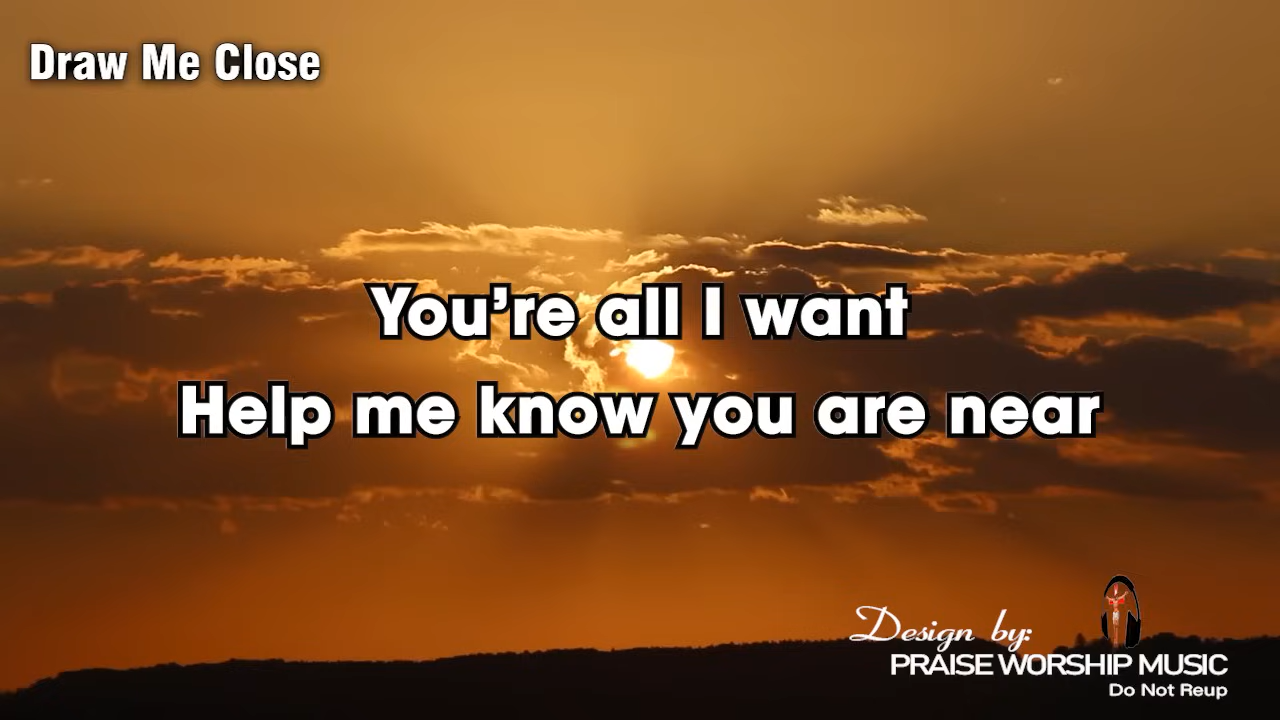 Draw Me Close
You’re all I want
Help me know you are near
Design by:
PRAISE WORSHIP MUSIC
Do Not Reup